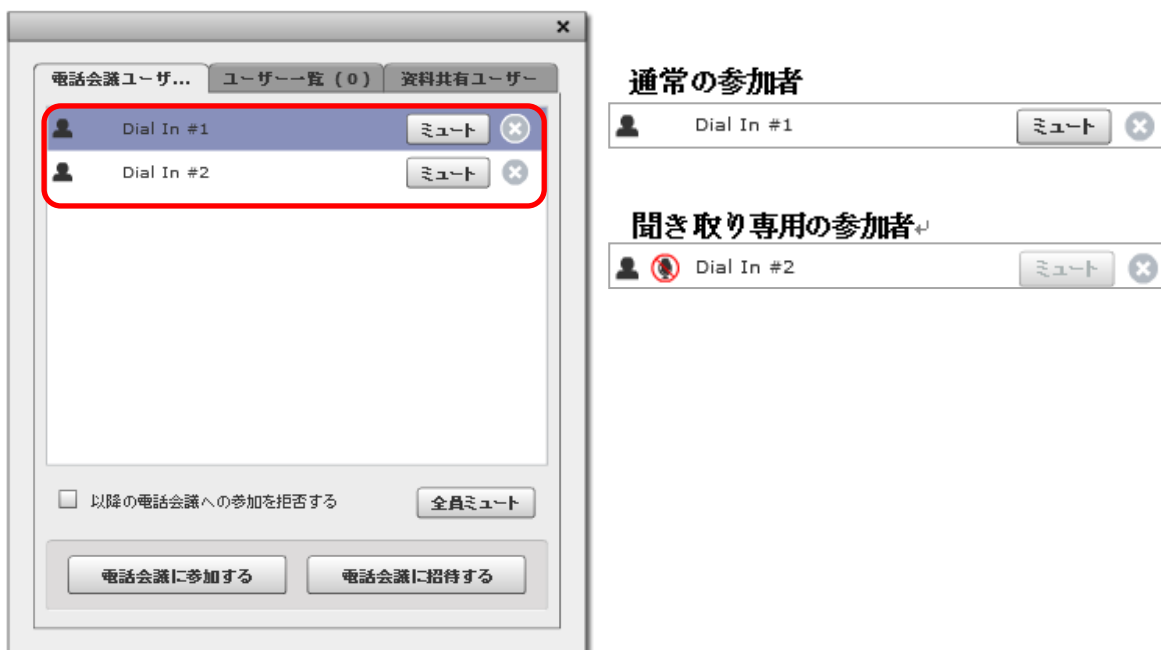 電話会議ユーザ... ユーザー一覧 (0) 資料共有ユーザー
Dial In #1 ミュート
Dial In #2 ミュート
以降の電話会議への参加を拒否する 全員ミュート
電話会議に参加する 電話会議に招待する
通常の参加者
Dial In #1 ミュート
聞き取り専用の参加者↵
Dial In #2 ミュート